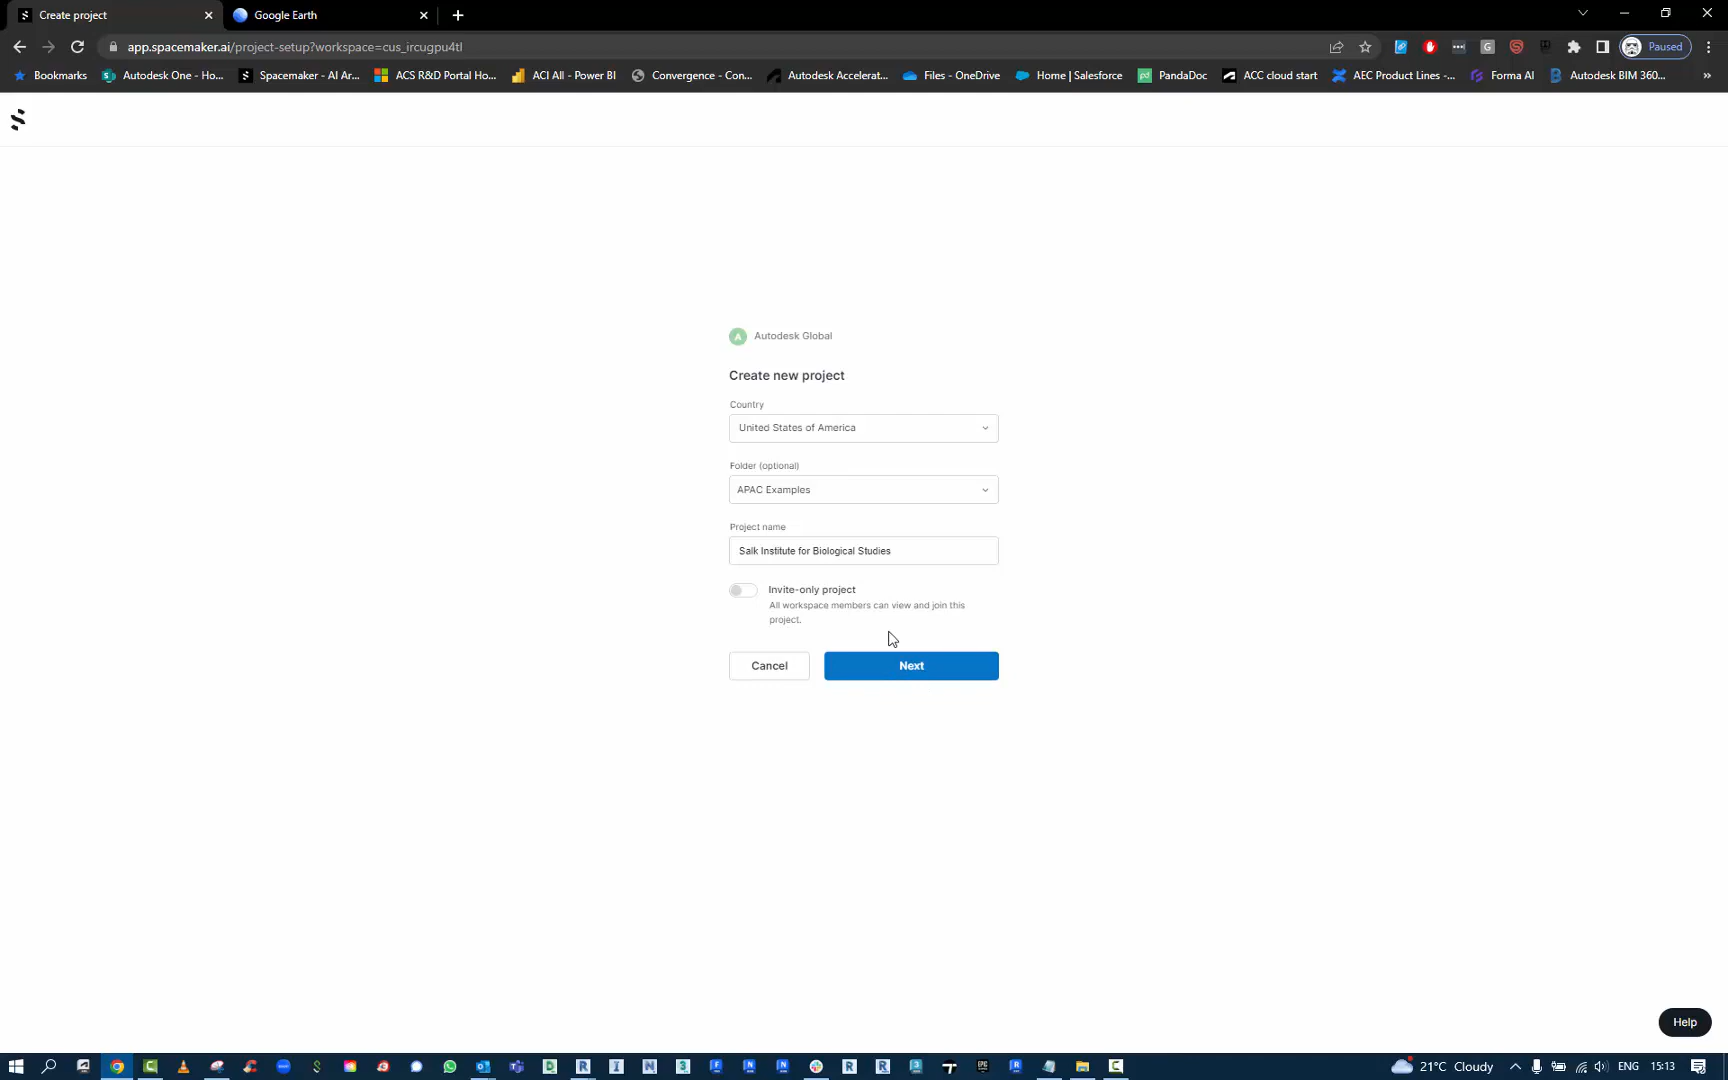 Create project
Google Earth
app.spacemaker.ai/project-setup?workspace=cus_ircugpu4tl
Paused
Bookmarks
Autodesk One - Ho...
Spacemaker - AI Ar...
ACS R&D Portal Ho...
ACI All - Power BI
Convergence - Con...
Autodesk Accelerat...
Files - OneDrive
Home | Salesforce
PandaDoc
ACC cloud start
AEC Product Lines -...
Forma AI
Autodesk BIM 360...
»
A Autodesk Global
Create new project
Country
United States of America
Folder (optional)
APAC Examples
Project name
Salk Institute for Biological Studies
Invite-only project
All workspace members can view and join this
project.
Cancel
Next
Help
21°C Cloudy
ENG
15:13